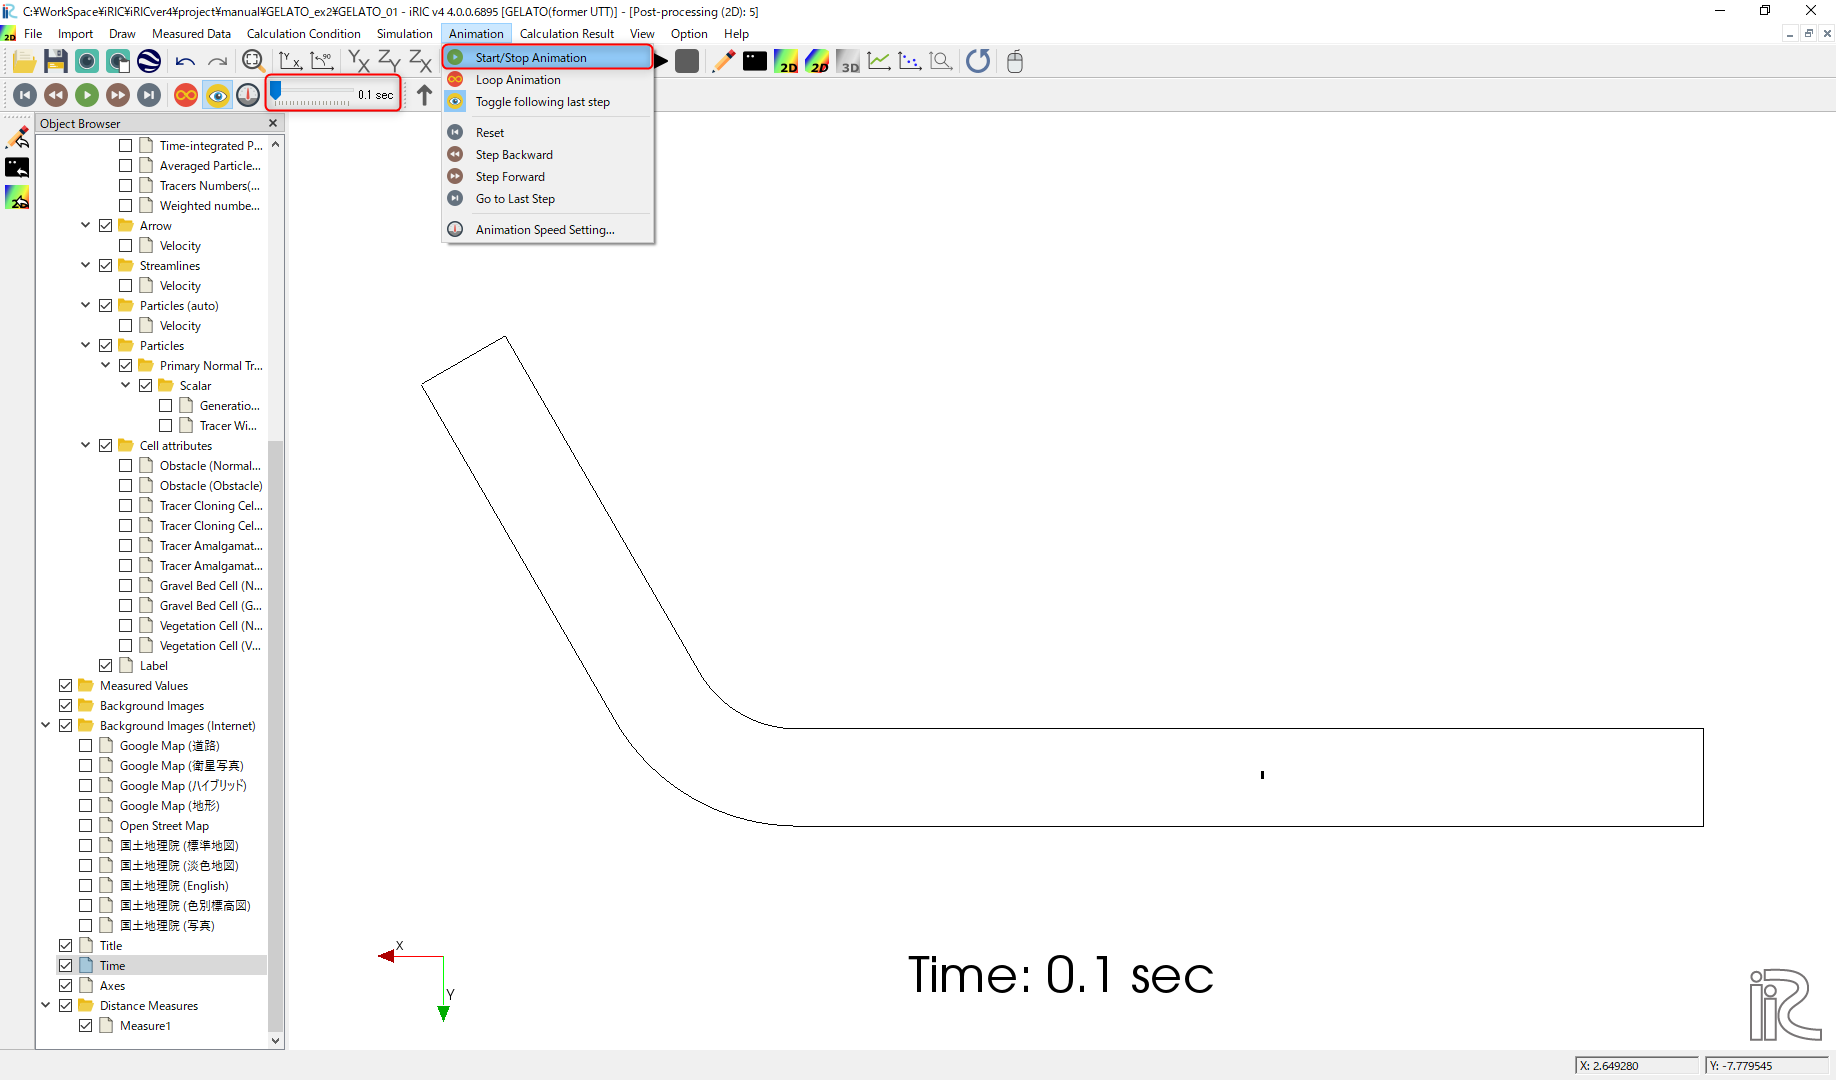 C:¥WorkSpace¥iRIC¥iRICver4¥project¥manual¥GELATO_ex2¥GELATO_01 - iRIC v4 4.0.0.6895 [GELATO(former UTT)] - [Post-processing (2D): 5]
File Import Draw Measured Data Calculation Condition Simulation Animation Calculation Result View Option Help
Start/Stop Animation
Loop Animation
Toggle following last step
Reset
Step Backward
Step Forward
Go to Last Step
Animation Speed Setting...
2D 2D 3D
0.1 sec
Object Browser
Time-integrated P...
Averaged Particle...
Tracers Numbers(...
Weighted numbe...
Arrow
Velocity
Streamlines
Velocity
Particles (auto)
Velocity
Particles
Primary Normal Tr...
Scalar
Generatio...
Tracer Wi...
Cell attributes
Obstacle (Normal...
Obstacle (Obstacle)
Tracer Cloning Cel...
Tracer Cloning Cel...
Tracer Amalgamat...
Tracer Amalgamat...
Gravel Bed Cell (N...
Gravel Bed Cell (G...
Vegetation Cell (N...
Vegetation Cell (V...
Label
Measured Values
Background Images
Background Images (Internet)
Google Map (道路)
Google Map (衛星写真)
Google Map (ハイブリッド)
Google Map (地形)
Open Street Map
国土地理院 (標準地図)
国土地理院 (淡色地図)
国土地理院 (English)
国土地理院 (色別標高図)
国土地理院 (写真)
Title
Time
Axes
Distance Measures
Measure1
X
Y
Time: 0.1 sec
iRIC
X: 2.649280
Y: -7.779545